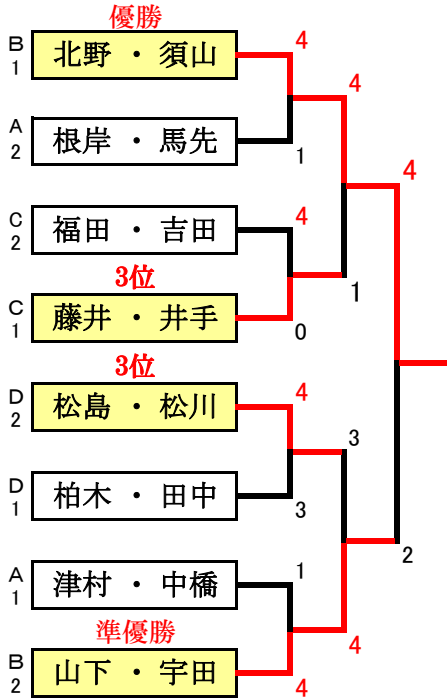 優勝
B
1
北野 ・ 須山
4
A
2
根岸 ・ 馬先
1
4
C
2
福田 ・ 吉田
4
3位
C
1
藤井 ・ 井手
0
1
4
3位
D
2
松島 ・ 松川
4
D
1
柏木 ・ 田中
3
3
A
1
津村 ・ 中橋
1
2
準優勝
B
2
山下 ・ 宇田
4
4